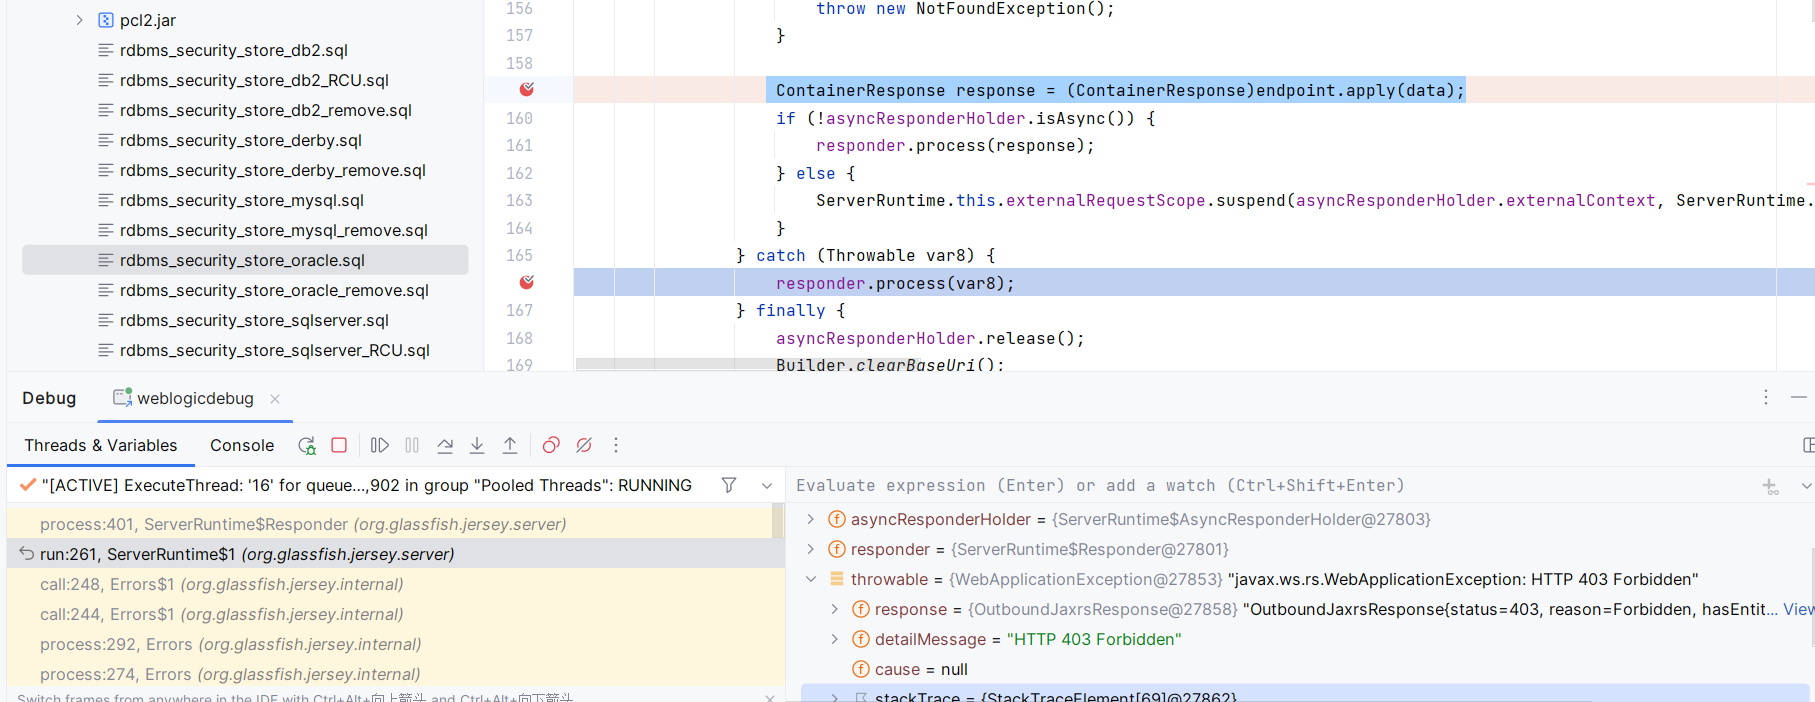 pcl2.jar
rdbms_security_store_db2.sql
rdbms_security_store_db2_RCU.sql
rdbms_security_store_db2_remove.sql
rdbms_security_store_derby.sql
rdbms_security_store_derby_remove.sql
rdbms_security_store_mysql.sql
rdbms_security_store_mysql_remove.sql
rdbms_security_store_oracle.sql
rdbms_security_store_oracle_remove.sql
rdbms_security_store_sqlserver.sql
rdbms_security_store_sqlserver_RCU.sql
156 throw new NotFoundException();
157 }
158
ContainerResponse response = (ContainerResponse)endpoint.apply(data);
160 if (!asyncResponderHolder.isAsync()) {
161 responder.process(response);
162 } else {
163 ServerRuntime.this.externalRequestScope.suspend(asyncResponderHolder.externalContext, ServerRuntime.
164 }
165 } catch (Throwable var8) {
responder.process(var8);
167 } finally {
168 asyncResponderHolder.release();
169 Builder.clearBaseUri();
Debug weblogicdebug
Threads & Variables Console
"[ACTIVE] ExecuteThread: '16' for queue...,902 in group "Pooled Threads": RUNNING
process:401, ServerRuntime$Responder (org.glassfish.jersey.server)
run:261, ServerRuntime$1 (org.glassfish.jersey.server)
call:248, Errors$1 (org.glassfish.jersey.internal)
call:244, Errors$1 (org.glassfish.jersey.internal)
process:292, Errors (org.glassfish.jersey.internal)
process:274, Errors (org.glassfish.jersey.internal)
Switch frames from anywhere in the IDE with Ctrl+Alt+向上箭头 and Ctrl+Alt+向下箭头
Evaluate expression (Enter) or add a watch (Ctrl+Shift+Enter)
asyncResponderHolder = {ServerRuntime$AsyncResponderHolder@27803}
responder = {ServerRuntime$Responder@27801}
throwable = {WebApplicationException@27853} "javax.ws.rs.WebApplicationException: HTTP 403 Forbidden"
response = {OutboundJaxrsResponse@27858} "OutboundJaxrsResponse{status=403, reason=Forbidden, hasEntit... View
detailMessage = "HTTP 403 Forbidden"
cause = null
stackTrace = {StackTraceElement[69]@27862}